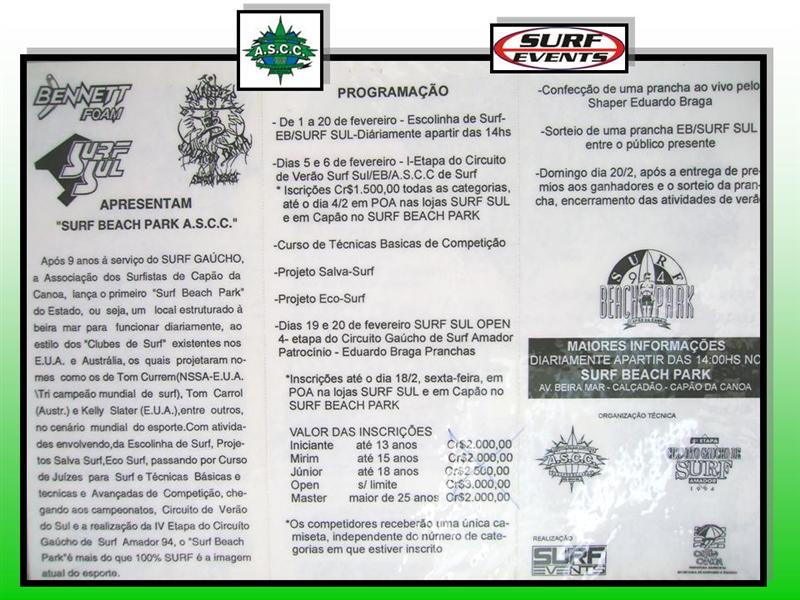 A.S.C.C.
SURF
EVENTS
BENNETT
FOAM
SURF
SUL
APRESENTAM
"SURF BEACH PARK A.S.C.C."
Após 9 anos à serviço do SURF GAÚCHO,
a Associação dos Surfistas de Capão da
Canoa, lança o primeiro "Surf Beach Park"
do Estado, ou seja, um local estruturado à
beira mar para funcionar diariamente, ao
estilo dos "Clubes de Surf" existentes nos
E.U.A. e Austrália, os quais projetaram no-
mes como os de Tom Currem(NSSA-E.U.A.
\Tri campeão mundial de surf), Tom Carrol
(Austr.) e Kelly Slater (E.U.A.),entre outros,
no cenário mundial do esporte.Com ativida-
des envolvendo,da Escolinha de Surf, Proje-
tos Salva Surf,Eco Surf, passando por Curso
de Juízes para Surf e Técnicas Básicas e
tecnicas e Avançadas de Competição, che-
gando aos campeonatos, Circuito de Verão
do Sul e a realização da IV Etapa do Circuito
Gaúcho de Surf Amador 94, o "Surf Beach
Park"é mais do que 100% SURF é a imagem
atual do esporte.
PROGRAMAÇÃO
- De 1 a 20 de fevereiro - Escolinha de Surf-
EB/SURF SUL-Diáriamente apartir das 14hs
-Dias 5 e 6 de fevereiro - I-Etapa do Circuito
de Verão Surf Sul/EB/A.S.C.C de Surf
* Iscrições Cr$1.500,00 todas as categorias,
até o dia 4/2 em POA nas lojas SURF SUL
e em Capão no SURF BEACH PARK
-Curso de Técnicas Basicas de Competição
-Projeto Salva-Surf
-Projeto Eco-Surf
-Dias 19 e 20 de fevereiro SURF SUL OPEN
4- etapa do Circuito Gaúcho de Surf Amador
Patrocinio - Eduardo Braga Pranchas
*Inscrições até o dia 18/2, sexta-feira, em
POA na lojas SURF SUL e em Capão no
SURF BEACH PARK
VALOR DAS INSCRIÇÕES
Iniciante até 13 anos Cr$2.000,00
Mirim até 15 anos Cr$2.000,00
Júnior até 18 anos Cr$2.500,00
Open s/ limite Cr$3.000,00
Master maior de 25 anos Cr$2.000,00
*Os competidores receberão uma única ca-
miseta, independente do número de cate-
gorias em que estiver inscrito
-Confecção de uma prancha ao vivo pelo
Shaper Eduardo Braga
-Sorteio de uma prancha EB/SURF SUL
entre o público presente
-Domingo dia 20/2, após a entrega de pre-
mios aos ganhadores e o sorteio da pran-
cha, encerramento das atividades de verã
SURF
94
BEACH PARK
MAIORES INFORMAÇÕES
DIARIAMENTE APARTIR DAS 14:00HS NO
SURF BEACH PARK
AV. BEIRA MAR - CALÇADÃO - CAPÃO DA CANOA
ORGANIZAÇÃO TÉCNICA
A.S.C.C.
SURF
AMADOR
1994
REALIZAÇÃO
SURF
EVENTS